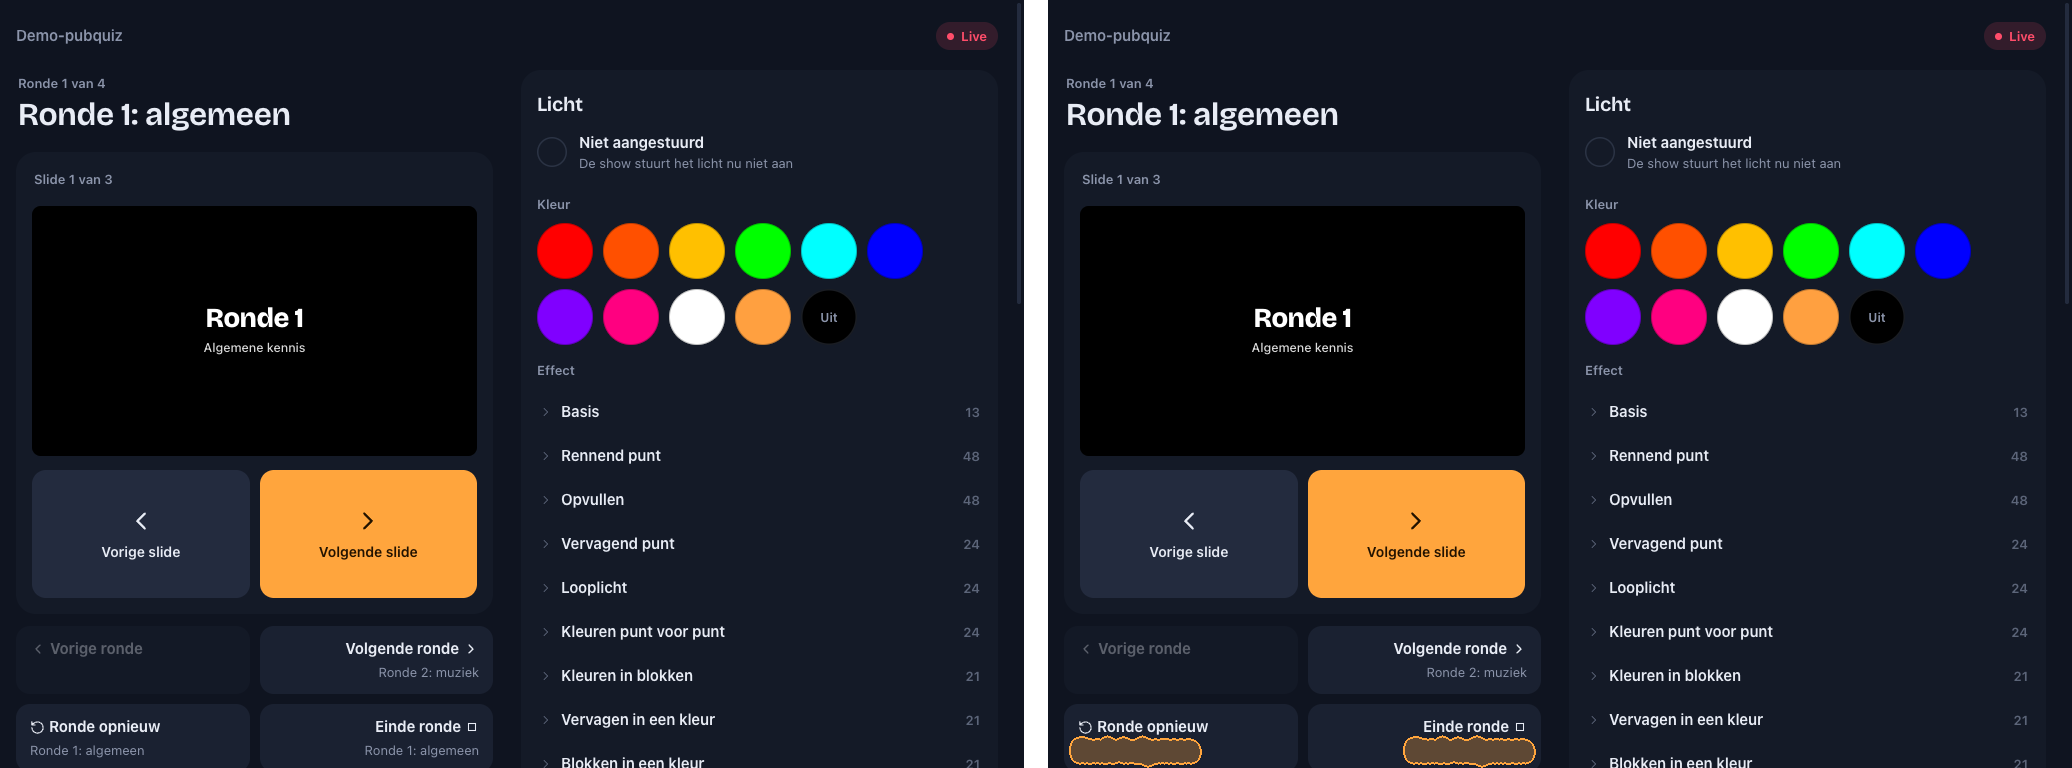 Demo-pubquiz
Live
Ronde 1 van 4
Ronde 1: algemeen
Slide 1 van 3
Ronde 1
Algemene kennis
Vorige slide
Volgende slide
Vorige ronde
Volgende ronde
Ronde 2: muziek
Ronde opnieuw
Ronde 1: algemeen
Einde ronde
Ronde 1: algemeen
Licht
Niet aangestuurd
De show stuurt het licht nu niet aan
Kleur
Uit
Effect
Basis 13
Rennend punt 48
Opvullen 48
Vervagend punt 24
Looplicht 24
Kleuren punt voor punt 24
Kleuren in blokken 21
Vervagen in een kleur 21
Blokken in een kleur 21
Demo-pubquiz
Live
Ronde 1 van 4
Ronde 1: algemeen
Slide 1 van 3
Ronde 1
Algemene kennis
Vorige slide
Volgende slide
Vorige ronde
Volgende ronde
Ronde 2: muziek
Ronde opnieuw
Einde ronde
Licht
Niet aangestuurd
De show stuurt het licht nu niet aan
Kleur
Uit
Effect
Basis 13
Rennend punt 48
Opvullen 48
Vervagend punt 24
Looplicht 24
Kleuren punt voor punt 24
Kleuren in blokken 21
Vervagen in een kleur 21
Blokken in een kleur 21